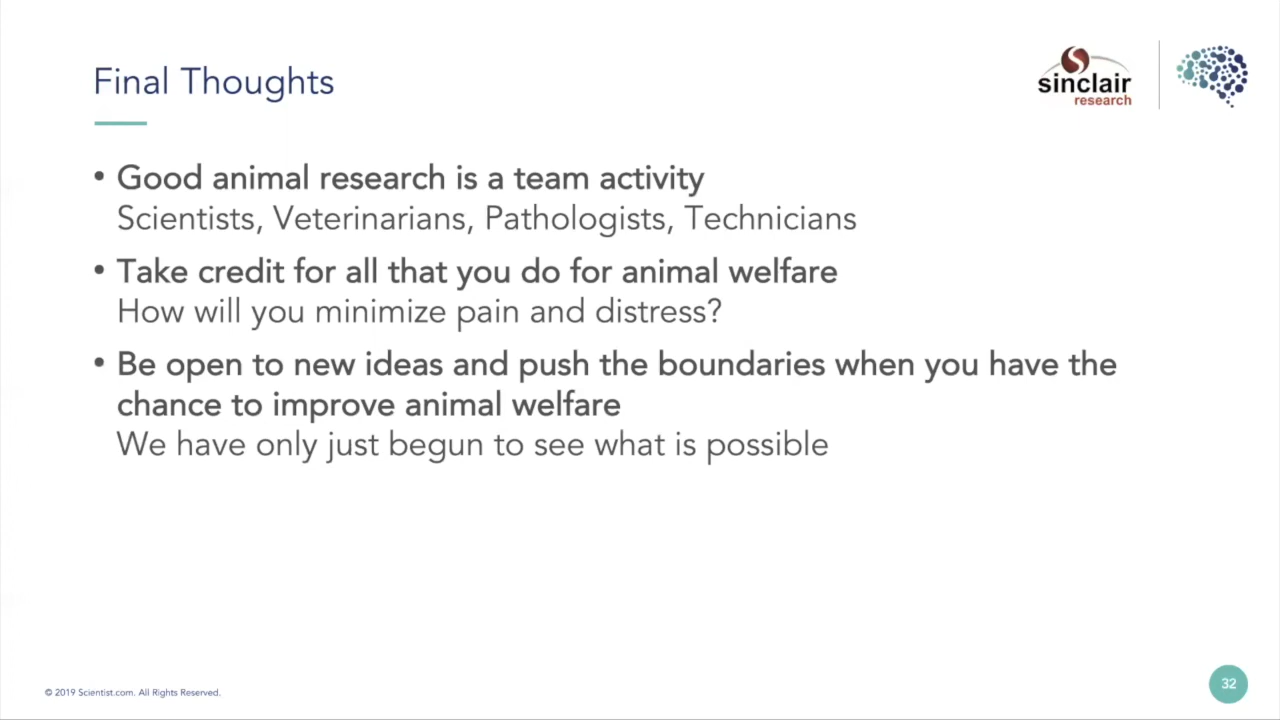 Final Thoughts
sinclair
research
• Good animal research is a team activity
Scientists, Veterinarians, Pathologists, Technicians
• Take credit for all that you do for animal welfare
How will you minimize pain and distress?
• Be open to new ideas and push the boundaries when you have the
chance to improve animal welfare
We have only just begun to see what is possible
© 2019 Scientist.com. All Rights Reserved.
32